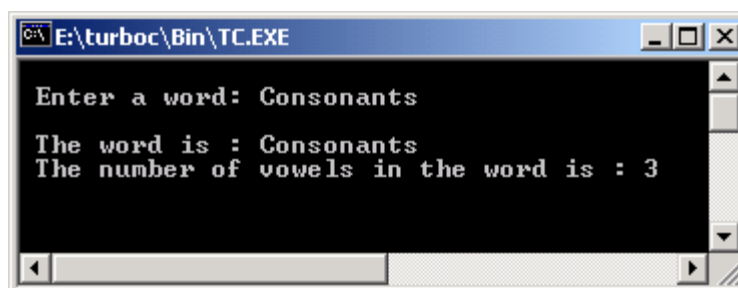 E:\turboc\Bin\TC.EXE
Enter a word: Consonants
The word is : Consonants
The number of vowels in the word is : 3